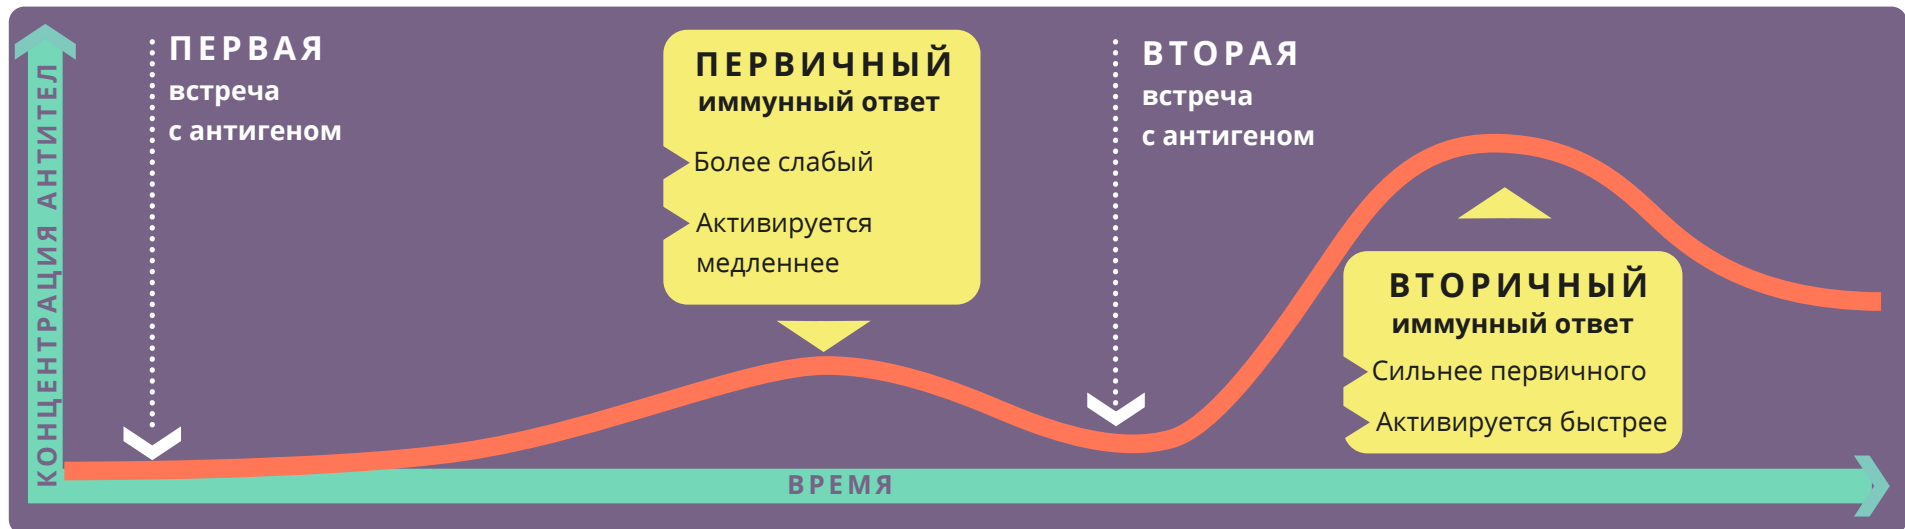 КОНЦЕНТРАЦИЯ АНТИТЕЛ
ПЕРВАЯ
встреча
с антигеном
ПЕРВИЧНЫЙ
иммунный ответ
Более слабый
Активируется
медленнее
ВТОРАЯ
встреча
с антигеном
ВТОРИЧНЫЙ
иммунный ответ
Сильнее первичного
Активируется быстрее
ВРЕМЯ